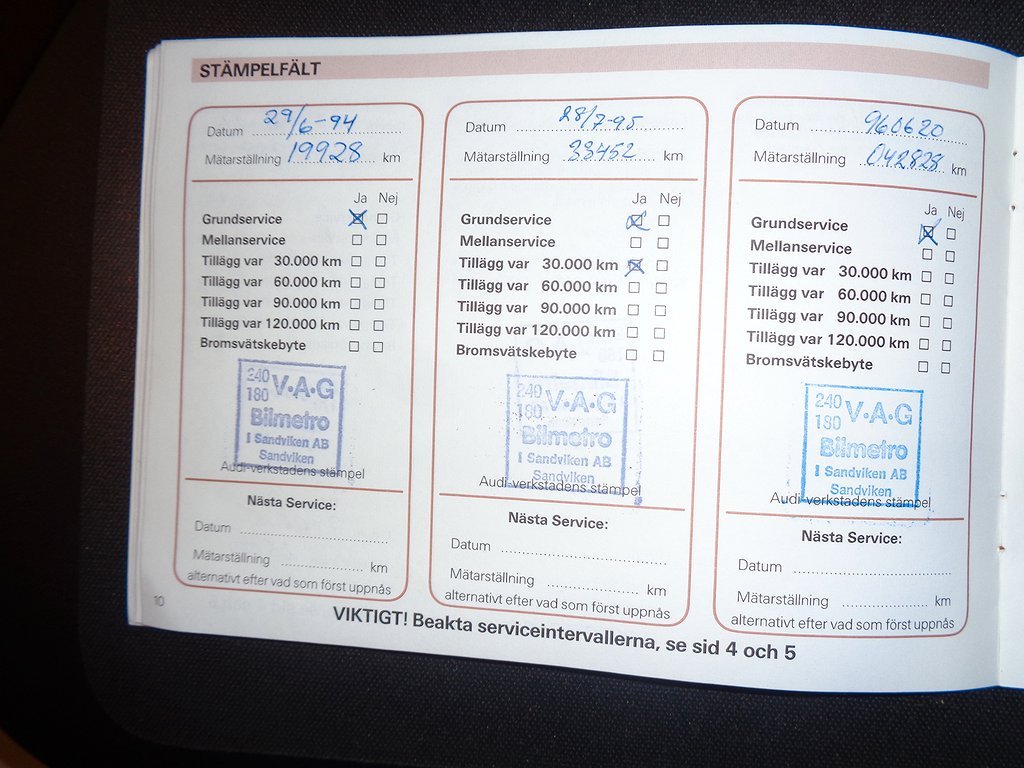 STÄMPELFÄLT
Datum 29/6-94
Mätarställning 19928 km
Ja Nej
Grundservice
Mellanservice
Tillägg var 30.000 km
Tillägg var 60.000 km
Tillägg var 90.000 km
Tillägg var 120.000 km
Bromsvätskebyte
240 V·A·G
180
Bilmetro
I Sandviken AB
Sandviken
Audi-verkstadens stämpel
Nästa Service:
Datum
Mätarställning km
alternativt efter vad som först uppnås
Datum 28/7-95
Mätarställning 33452 km
Ja Nej
Grundservice
Mellanservice
Tillägg var 30.000 km
Tillägg var 60.000 km
Tillägg var 90.000 km
Tillägg var 120.000 km
Bromsvätskebyte
240 V·A·G
180
Bilmetro
I Sandviken AB
Sandviken
Audi-verkstadens stämpel
Nästa Service:
Datum
Mätarställning km
alternativt efter vad som först uppnås
Datum 960620
Mätarställning 042828 km
Ja Nej
Grundservice
Mellanservice
Tillägg var 30.000 km
Tillägg var 60.000 km
Tillägg var 90.000 km
Tillägg var 120.000 km
Bromsvätskebyte
240 V·A·G
180
Bilmetro
I Sandviken AB
Sandviken
Audi-verkstadens stämpel
Nästa Service:
Datum
Mätarställning km
alternativt efter vad som först uppnås
10
VIKTIGT! Beakta serviceintervallerna, se sid 4 och 5